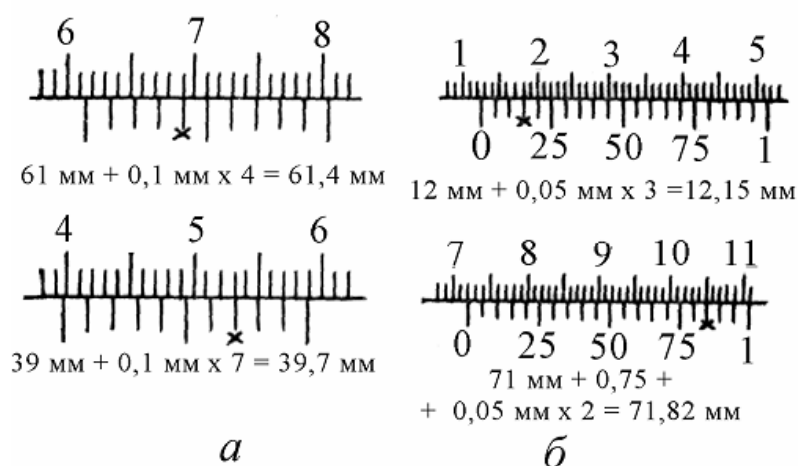 6 7 8
61 мм + 0,1 мм x 4 = 61,4 мм
4 5 6
39 мм + 0,1 мм x 7 = 39,7 мм
а
1 2 3 4 5
0 25 50 75 1
12 мм + 0,05 мм x 3 =12,15 мм
7 8 9 10 11
0 25 50 75 1
71 мм + 0,75 +
+ 0,05 мм x 2 = 71,82 мм
б